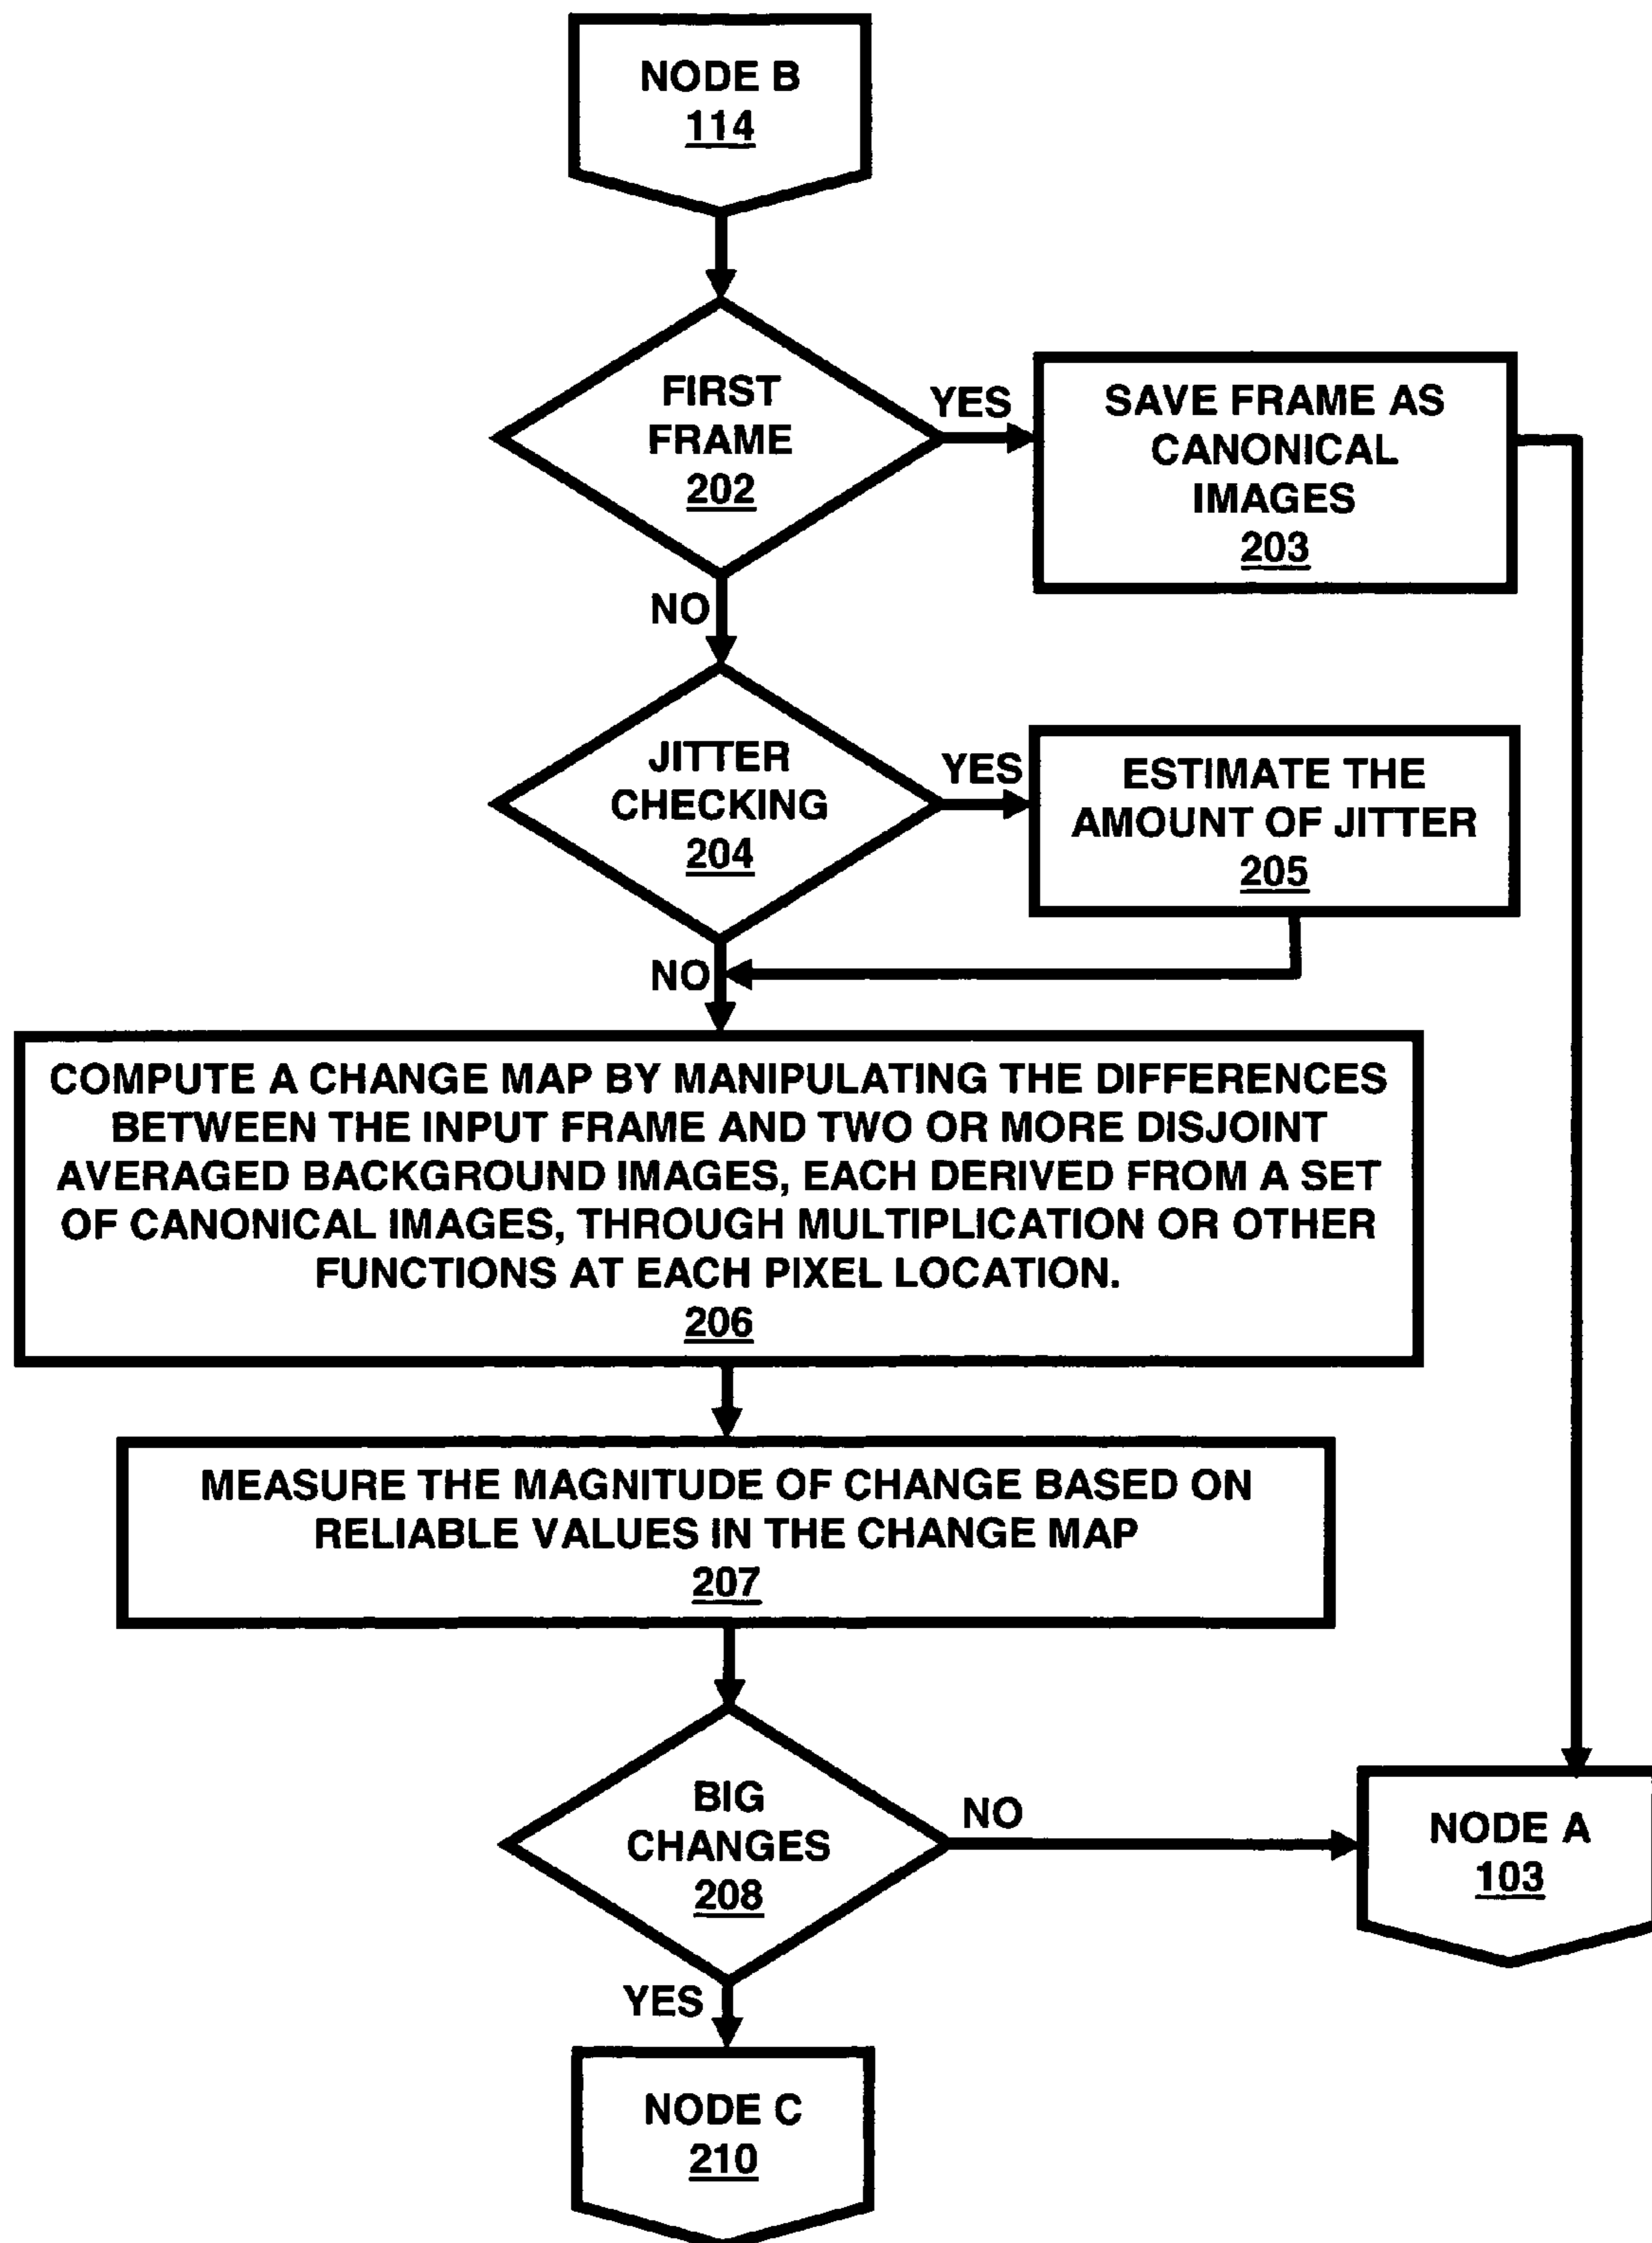 NODE B
114
FIRST
FRAME
202
YES
SAVE FRAME AS
CANONICAL
IMAGES
203
NO
JITTER
CHECKING
204
YES
ESTIMATE THE
AMOUNT OF JITTER
205
NO
COMPUTE A CHANGE MAP BY MANIPULATING THE DIFFERENCES
BETWEEN THE INPUT FRAME AND TWO OR MORE DISJOINT
AVERAGED BACKGROUND IMAGES, EACH DERIVED FROM A SET
OF CANONICAL IMAGES, THROUGH MULTIPLICATION OR OTHER
FUNCTIONS AT EACH PIXEL LOCATION.
206
MEASURE THE MAGNITUDE OF CHANGE BASED ON
RELIABLE VALUES IN THE CHANGE MAP
207
BIG
CHANGES
208
NO
NODE A
103
YES
NODE C
210